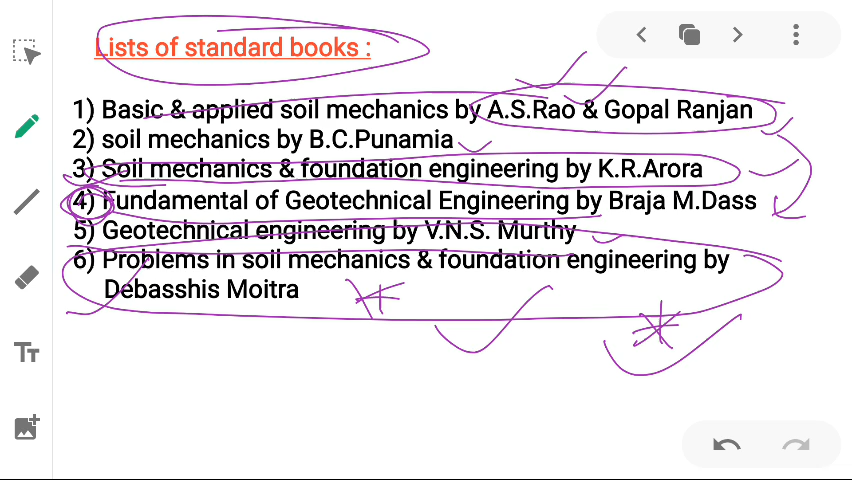 Lists of standard books :
1) Basic & applied soil mechanics by A.S.Rao & Gopal Ranjan
2) soil mechanics by B.C.Punamia
3) Soil mechanics & foundation engineering by K.R.Arora
4) Fundamental of Geotechnical Engineering by Braja M.Dass
5) Geotechnical engineering by V.N.S. Murthy
6) Problems in soil mechanics & foundation engineering by
Debasshis Moitra
TT